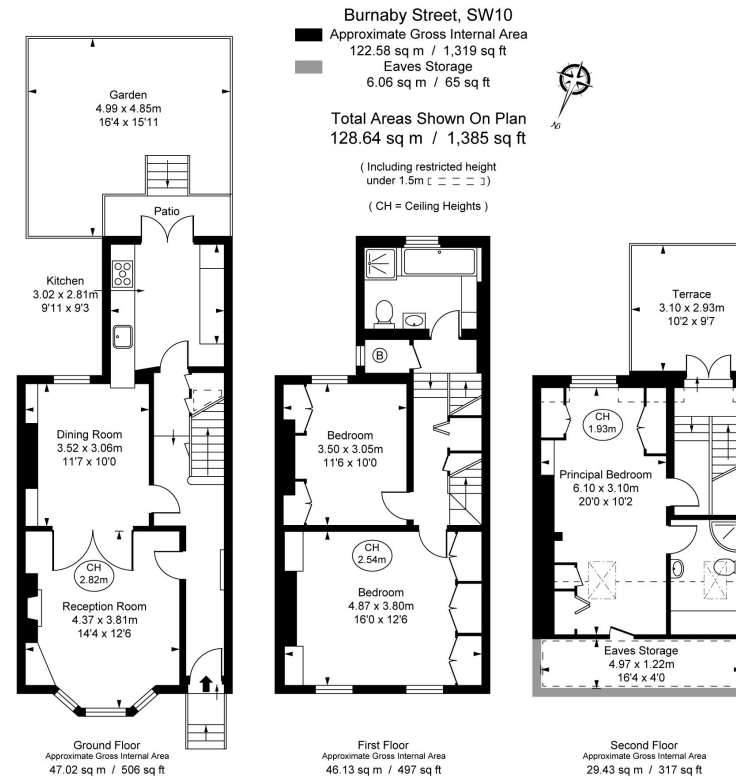 Burnaby Street, SW10
Approximate Gross Internal Area
122.58 sq m / 1,319 sq ft
Eaves Storage
6.06 sq m / 65 sq ft
Total Areas Shown On Plan
128.64 sq m / 1,385 sq ft
( Including restricted height
under 1.5m )
( CH = Ceiling Heights )
N
Garden
4.99 x 4.85m
16'4 x 15'11
Patio
Kitchen
3.02 x 2.81m
9'11 x 9'3
Dining Room
3.52 x 3.06m
11'7 x 10'0
CH
2.82m
Reception Room
4.37 x 3.81m
14'4 x 12'6
Ground Floor
Approximate Gross Internal Area
47.02 sq m / 506 sq ft
B
Bedroom
3.50 x 3.05m
11'6 x 10'0
CH
2.54m
Bedroom
4.87 x 3.80m
16'0 x 12'6
First Floor
Approximate Gross Internal Area
46.13 sq m / 497 sq ft
Terrace
3.10 x 2.93m
10'2 x 9'7
CH
1.93m
Principal Bedroom
6.10 x 3.10m
20'0 x 10'2
Eaves Storage
4.97 x 1.22m
16'4 x 4'0
Second Floor
Approximate Gross Internal Area
29.43 sq m / 317 sq ft